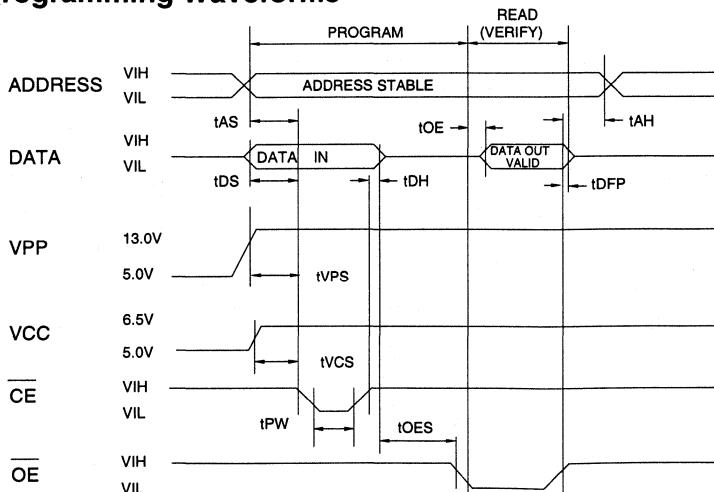 rogramming Waveforms
READ
PROGRAM (VERIFY)
ADDRESS VIH ADDRESS STABLE
VIL
tAS tOE tAH
DATA VIH DATA IN DATA OUT
VIL VALID
tDS tDH tDFP
VPP 13.0V
5.0V tVPS
VCC 6.5V
5.0V tVCS
CE VIH
VIL
tPW tOES
OE VIH
VIL